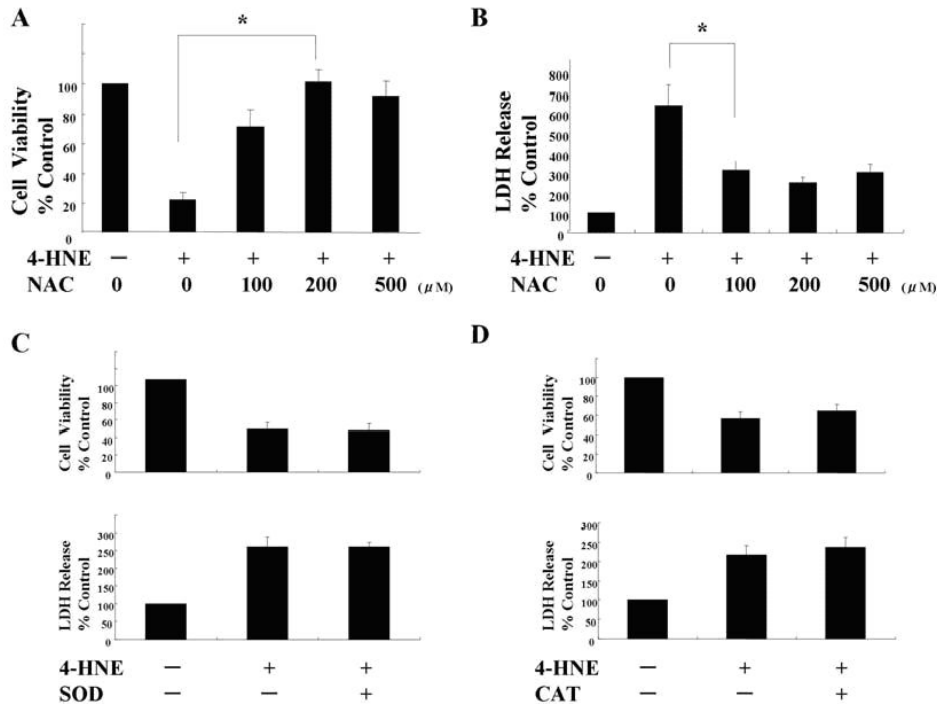 A
*
Cell Viability
% Control
100
80
60
40
20
0
4-HNE − + + + +
NAC 0 0 100 200 500 (μM)
B
*
LDH Release
% Control
800
700
600
500
400
300
200
100
0
4-HNE − + + + +
NAC 0 0 100 200 500 (μM)
C
Cell Viability
% Control
100
80
60
40
20
0
LDH Release
% Control
300
250
200
150
100
50
0
4-HNE − + +
SOD − − +
D
Cell Viability
% Control
100
80
60
40
20
0
LDH Release
% Control
300
250
200
150
100
50
0
4-HNE − + +
CAT − − +